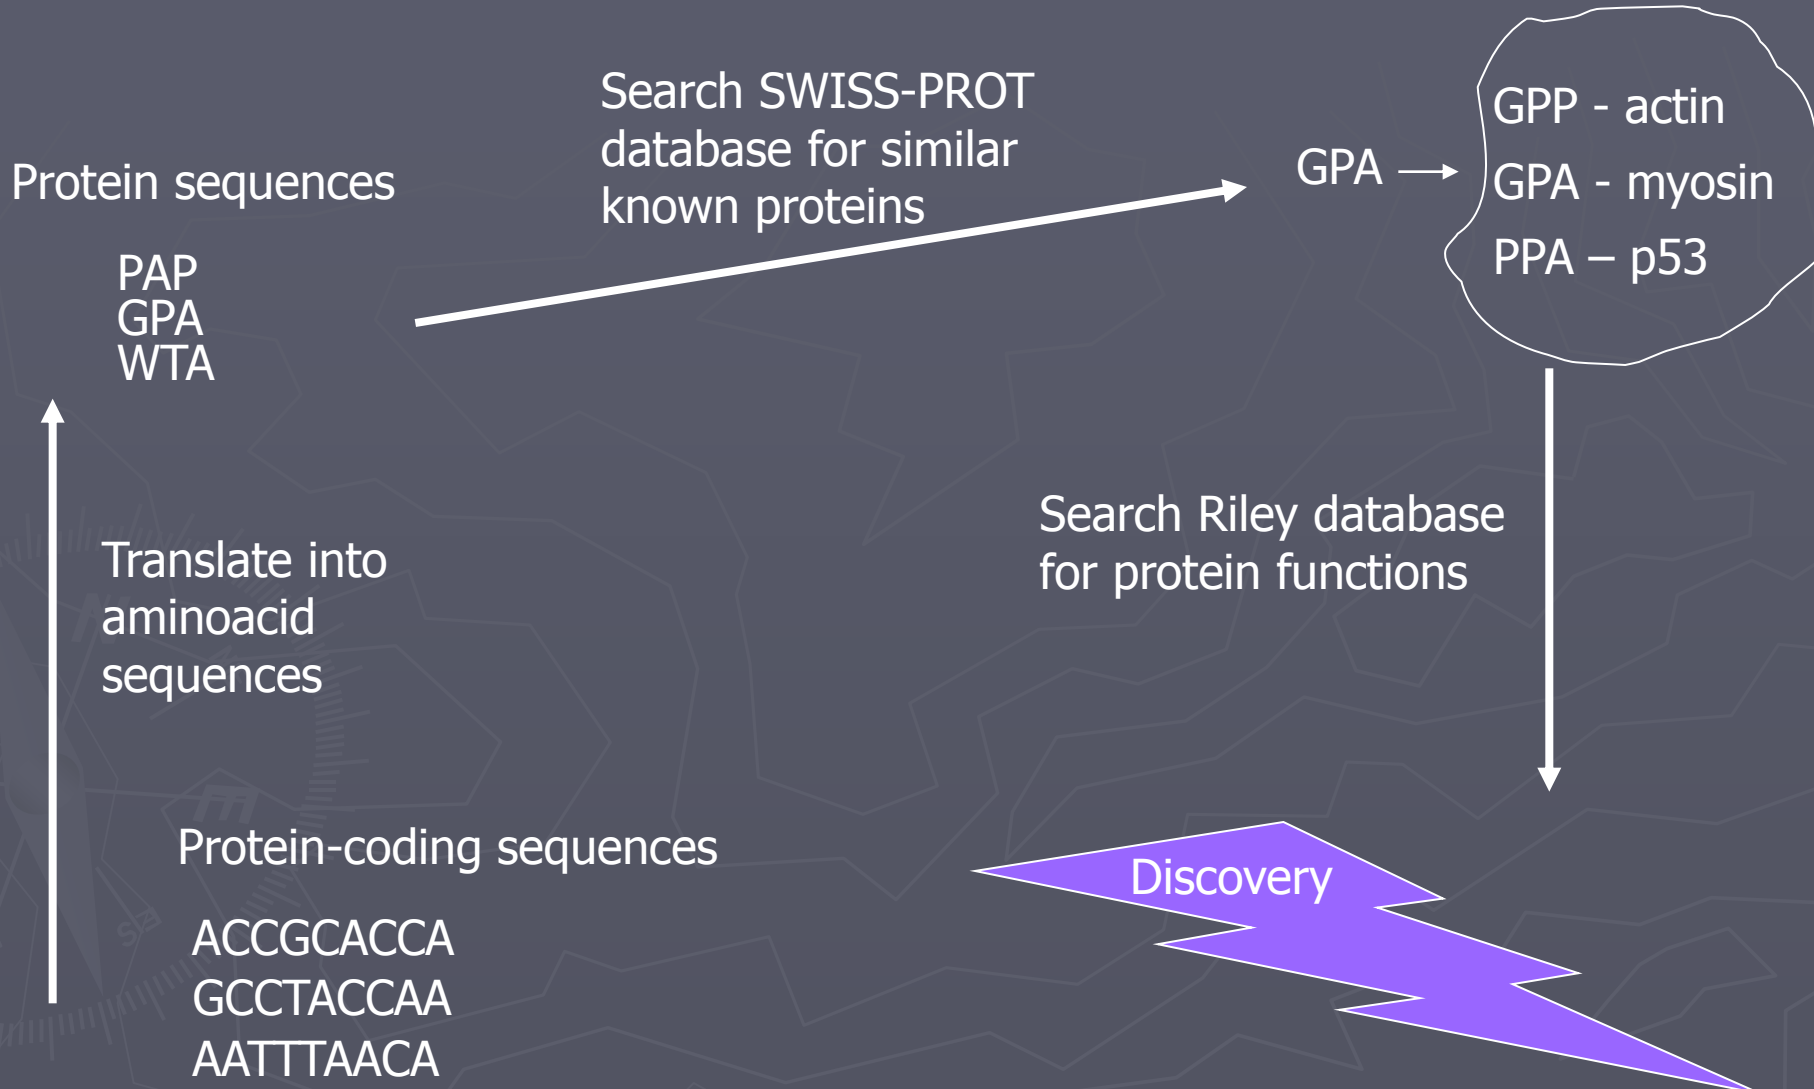 Search SWISS-PROT
database for similar
known proteins
Protein sequences
PAP
GPA
WTA
GPA
GPP - actin
GPA - myosin
PPA – p53
Translate into
aminoacid
sequences
Search Riley database
for protein functions
Protein-coding sequences
ACCGCACCA
GCCTACCAA
AATTTAACA
Discovery
N
E